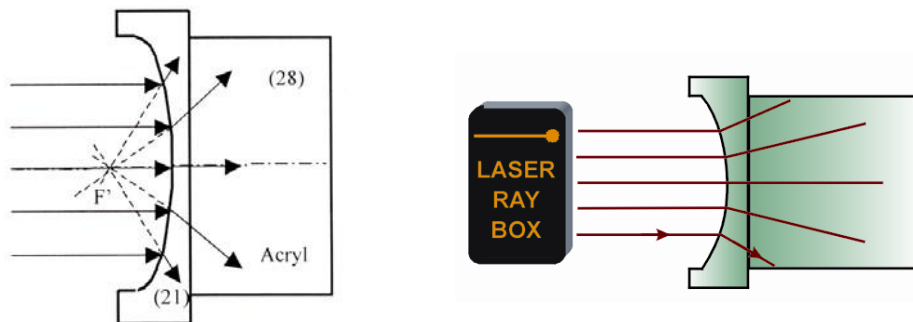 (28)
F'
Acryl
(21)
LASER
RAY
BOX